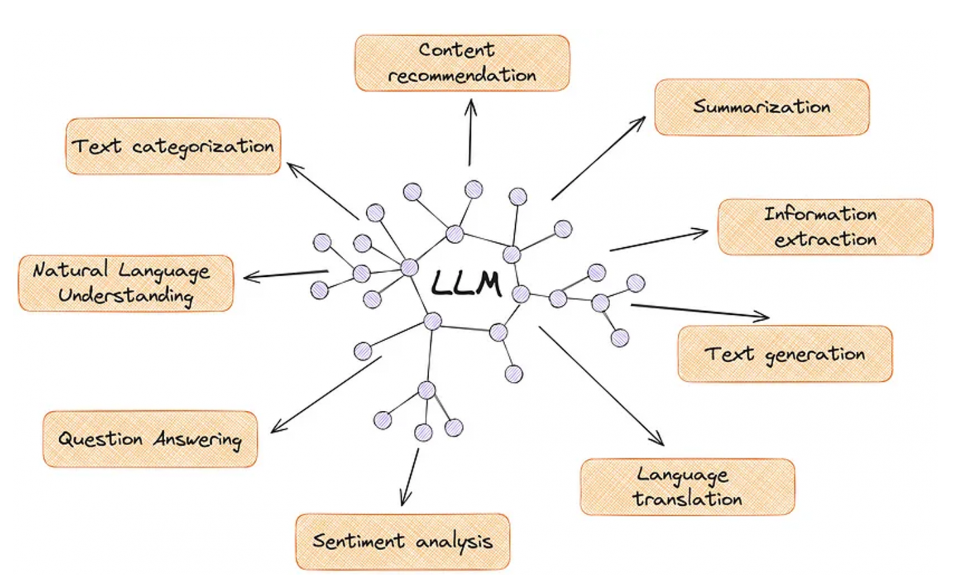 Content
recommendation
Summarization
Text categorization
Information
extraction
Natural Language
Understanding
LLM
Text generation
Question Answering
Language
translation
Sentiment analysis